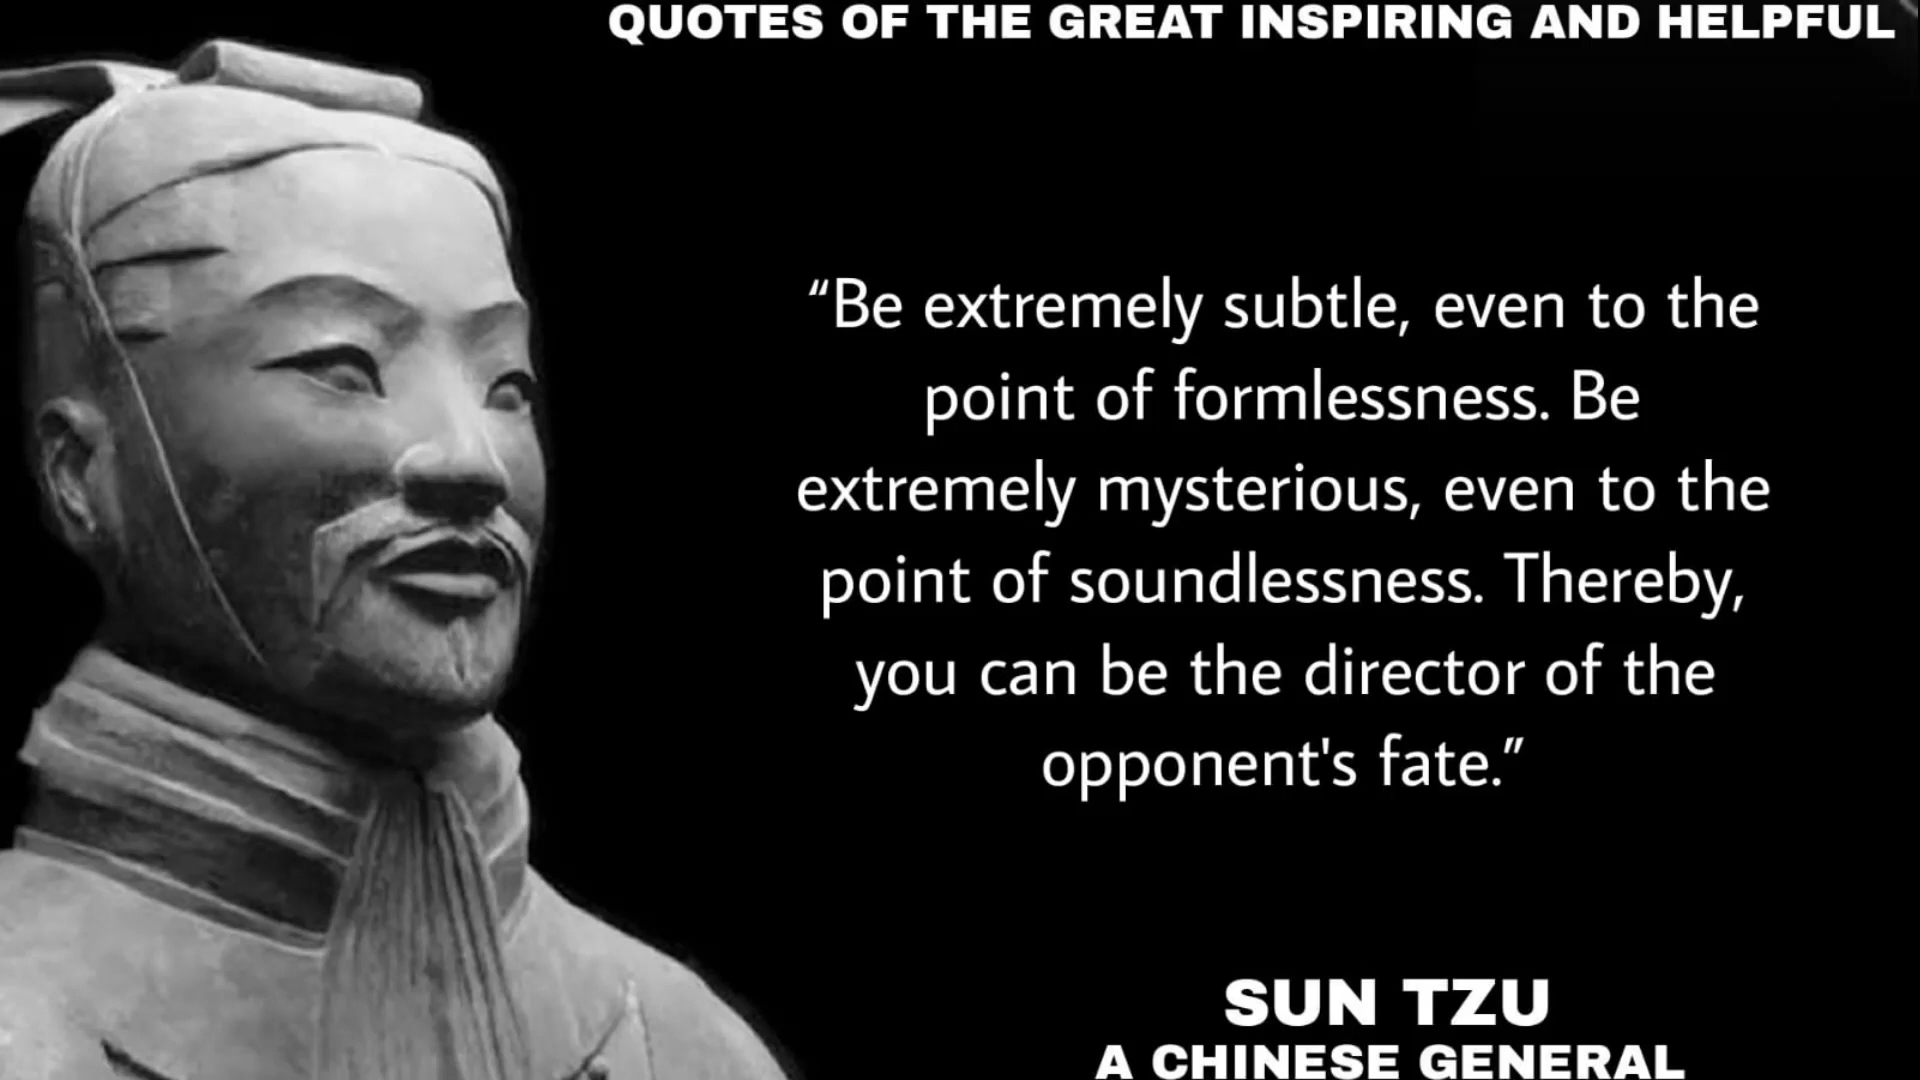 QUOTES OF THE GREAT INSPIRING AND HELPFUL
“Be extremely subtle, even to the
point of formlessness. Be
extremely mysterious, even to the
point of soundlessness. Thereby,
you can be the director of the
opponent's fate.”
SUN TZU
A CHINESE GENERAL